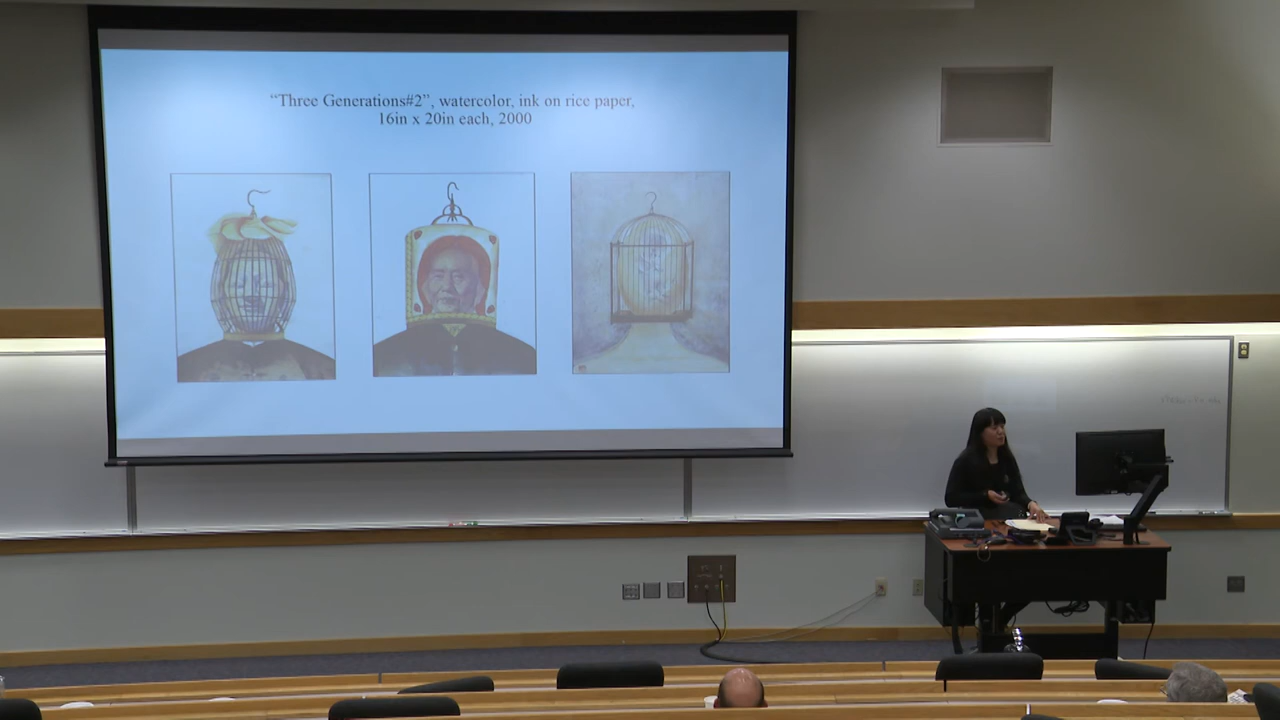 “Three Generations#2”, watercolor, ink on rice paper,
16in x 20in each, 2000